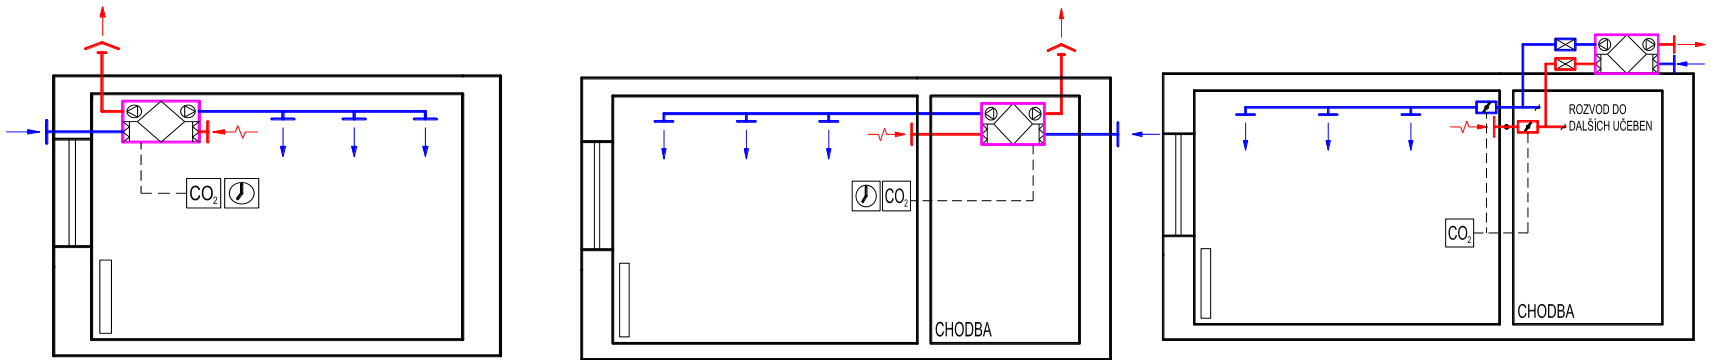 CO2
CO2
CHODBA
ROZVOD DO
DALŠÍCH UČEBEN
CO2
CHODBA